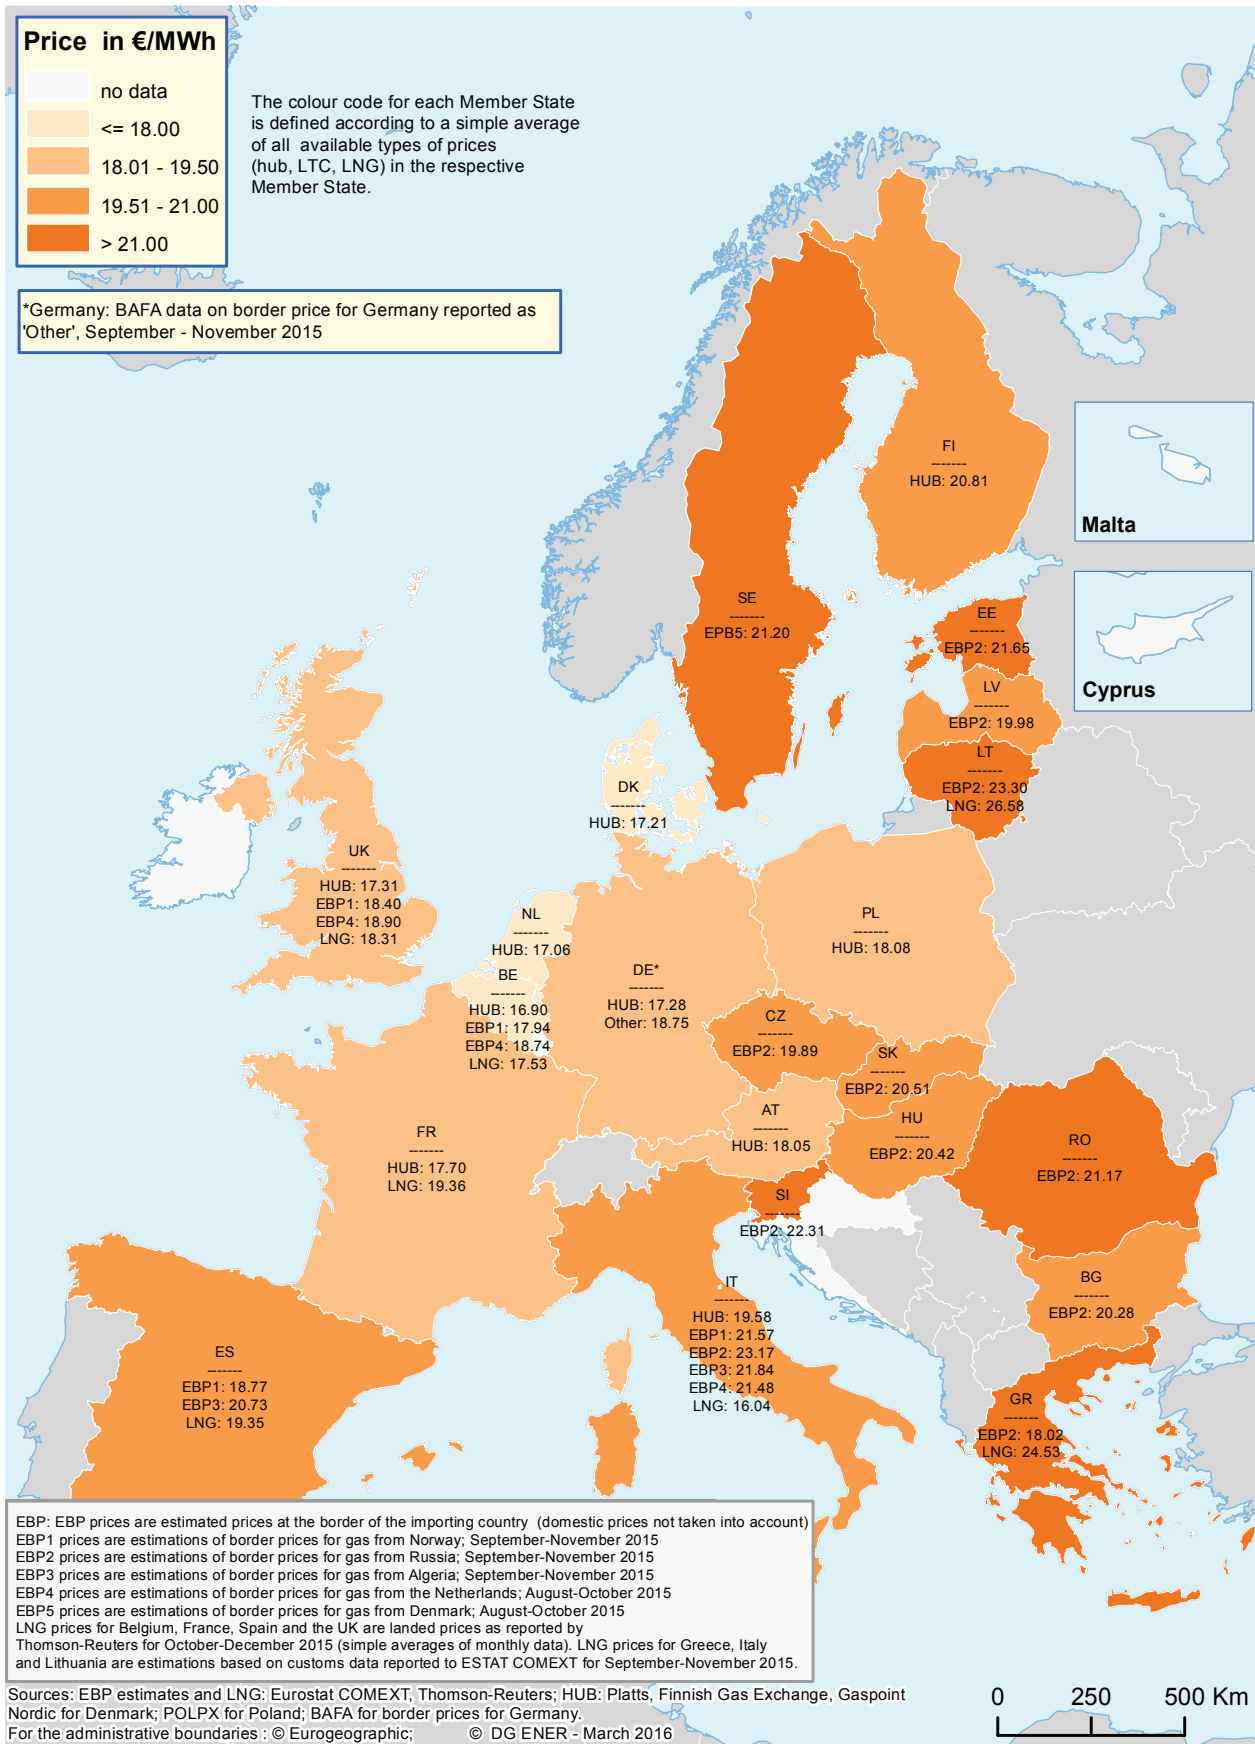 Price in €/MWh
no data
<= 18.00
18.01 - 19.50
19.51 - 21.00
> 21.00
The colour code for each Member State
is defined according to a simple average
of all available types of prices
(hub, LTC, LNG) in the respective
Member State.
*Germany: BAFA data on border price for Germany reported as
'Other', September - November 2015
Malta
Cyprus
FI
-------
HUB: 20.81
SE
-------
EPB5: 21.20
EE
-------
EBP2: 21.65
LV
-------
EBP2: 19.98
LT
-------
EBP2: 23.30
LNG: 26.58
DK
-------
HUB: 17.21
UK
-------
HUB: 17.31
EBP1: 18.40
EBP4: 18.90
LNG: 18.31
NL
-------
HUB: 17.06
BE
-------
HUB: 16.90
EBP1: 17.94
EBP4: 18.74
LNG: 17.53
DE*
-------
HUB: 17.28
Other: 18.75
PL
-------
HUB: 18.08
CZ
-------
EBP2: 19.89
SK
-------
EBP2: 20.51
AT
-------
HUB: 18.05
HU
-------
EBP2: 20.42
FR
-------
HUB: 17.70
LNG: 19.36
RO
-------
EBP2: 21.17
SI
-------
EBP2: 22.31
IT
-------
HUB: 19.58
EBP1: 21.57
EBP2: 23.17
EBP3: 21.84
EBP4: 21.48
LNG: 16.04
BG
-------
EBP2: 20.28
ES
-------
EBP1: 18.77
EBP3: 20.73
LNG: 19.35
GR
-------
EBP2: 18.02
LNG: 24.53
EBP: EBP prices are estimated prices at the border of the importing country (domestic prices not taken into account)
EBP1 prices are estimations of border prices for gas from Norway; September-November 2015
EBP2 prices are estimations of border prices for gas from Russia; September-November 2015
EBP3 prices are estimations of border prices for gas from Algeria; September-November 2015
EBP4 prices are estimations of border prices for gas from the Netherlands; August-October 2015
EBP5 prices are estimations of border prices for gas from Denmark; August-October 2015
LNG prices for Belgium, France, Spain and the UK are landed prices as reported by
Thomson-Reuters for October-December 2015 (simple averages of monthly data). LNG prices for Greece, Italy
and Lithuania are estimations based on customs data reported to ESTAT COMEXT for September-November 2015.
Sources: EBP estimates and LNG: Eurostat COMEXT, Thomson-Reuters; HUB: Platts, Finnish Gas Exchange, Gaspoint
Nordic for Denmark; POLPX for Poland; BAFA for border prices for Germany.
For the administrative boundaries : © Eurogeographic; © DG ENER - March 2016
0 250 500 Km